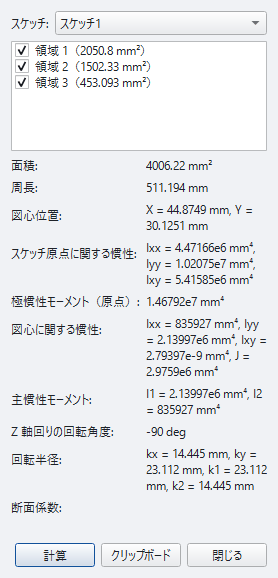 スケッチ: スケッチ1
領域 1（2050.8 mm²）
領域 2（1502.33 mm²）
領域 3（453.093 mm²）
面積: 4006.22 mm²
周長: 511.194 mm
図心位置: X = 44.8749 mm, Y =
30.1251 mm
スケッチ原点に関する慣性: Ixx = 4.47166e6 mm⁴,
Iyy = 1.02075e7 mm⁴,
Ixy = 5.41585e6 mm⁴
極慣性モーメント（原点）: 1.46792e7 mm⁴
図心に関する慣性: Ixx = 835927 mm⁴, Iyy
= 2.13997e6 mm⁴, Ixy =
2.79397e-9 mm⁴, J =
2.9759e6 mm⁴
主慣性モーメント: I1 = 2.13997e6 mm⁴, I2
= 835927 mm⁴
Z 軸回りの回転角度: -90 deg
回転半径: kx = 14.445 mm, ky =
23.112 mm, k1 = 23.112
mm, k2 = 14.445 mm
断面係数:
計算 クリップボード 閉じる